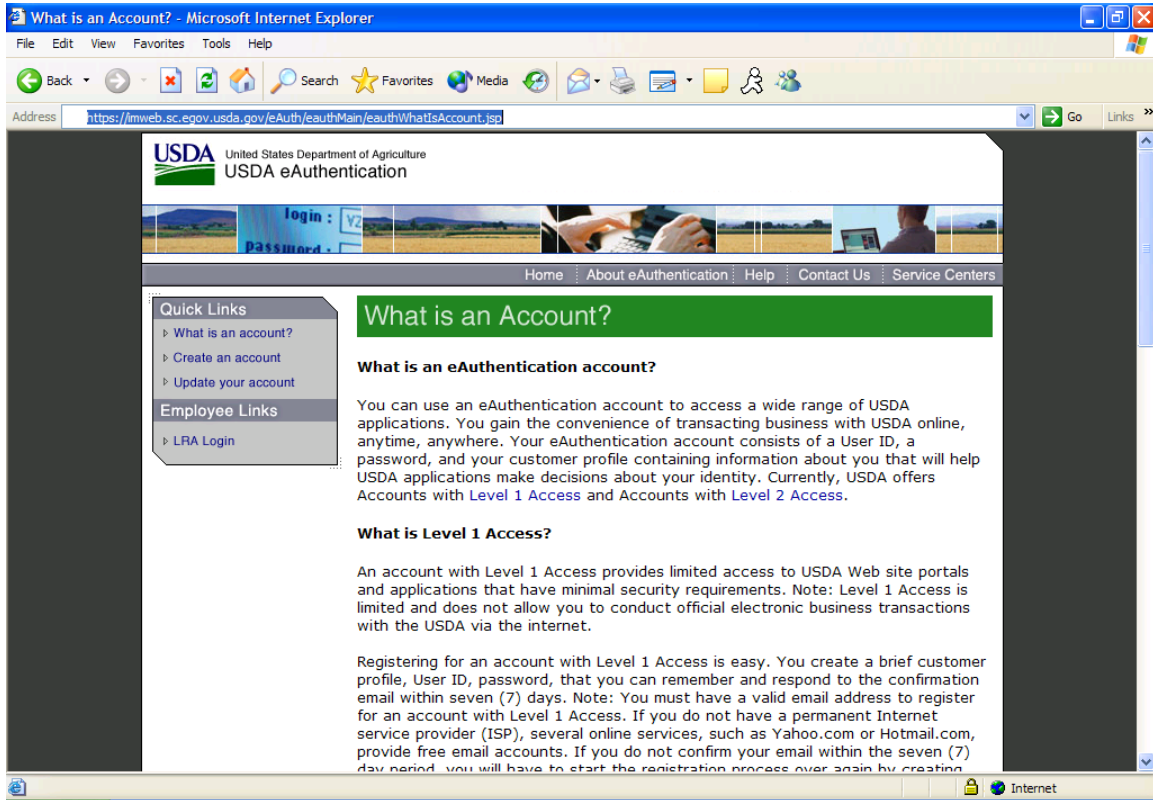 What is an Account? - Microsoft Internet Explorer
File Edit View Favorites Tools Help
Back Search Favorites Media
Address https://imweb.sc.egov.usda.gov/eAuth/eauthMain/eauthWhatIsAccount.jsp Go Links »
USDA United States Department of Agriculture
USDA eAuthentication
login :
password :
Home About eAuthentication Help Contact Us Service Centers
Quick Links
What is an account?
Create an account
Update your account
Employee Links
LRA Login
What is an Account?
What is an eAuthentication account?
You can use an eAuthentication account to access a wide range of USDA
applications. You gain the convenience of transacting business with USDA online,
anytime, anywhere. Your eAuthentication account consists of a User ID, a
password, and your customer profile containing information about you that will help
USDA applications make decisions about your identity. Currently, USDA offers
Accounts with Level 1 Access and Accounts with Level 2 Access.
What is Level 1 Access?
An account with Level 1 Access provides limited access to USDA Web site portals
and applications that have minimal security requirements. Note: Level 1 Access is
limited and does not allow you to conduct official electronic business transactions
with the USDA via the internet.
Registering for an account with Level 1 Access is easy. You create a brief customer
profile, User ID, password, that you can remember and respond to the confirmation
email within seven (7) days. Note: You must have a valid email address to register
for an account with Level 1 Access. If you do not have a permanent Internet
service provider (ISP), several online services, such as Yahoo.com or Hotmail.com,
provide free email accounts. If you do not confirm your email within the seven (7)
day period, you will have to start the registration process over again by creating
Internet